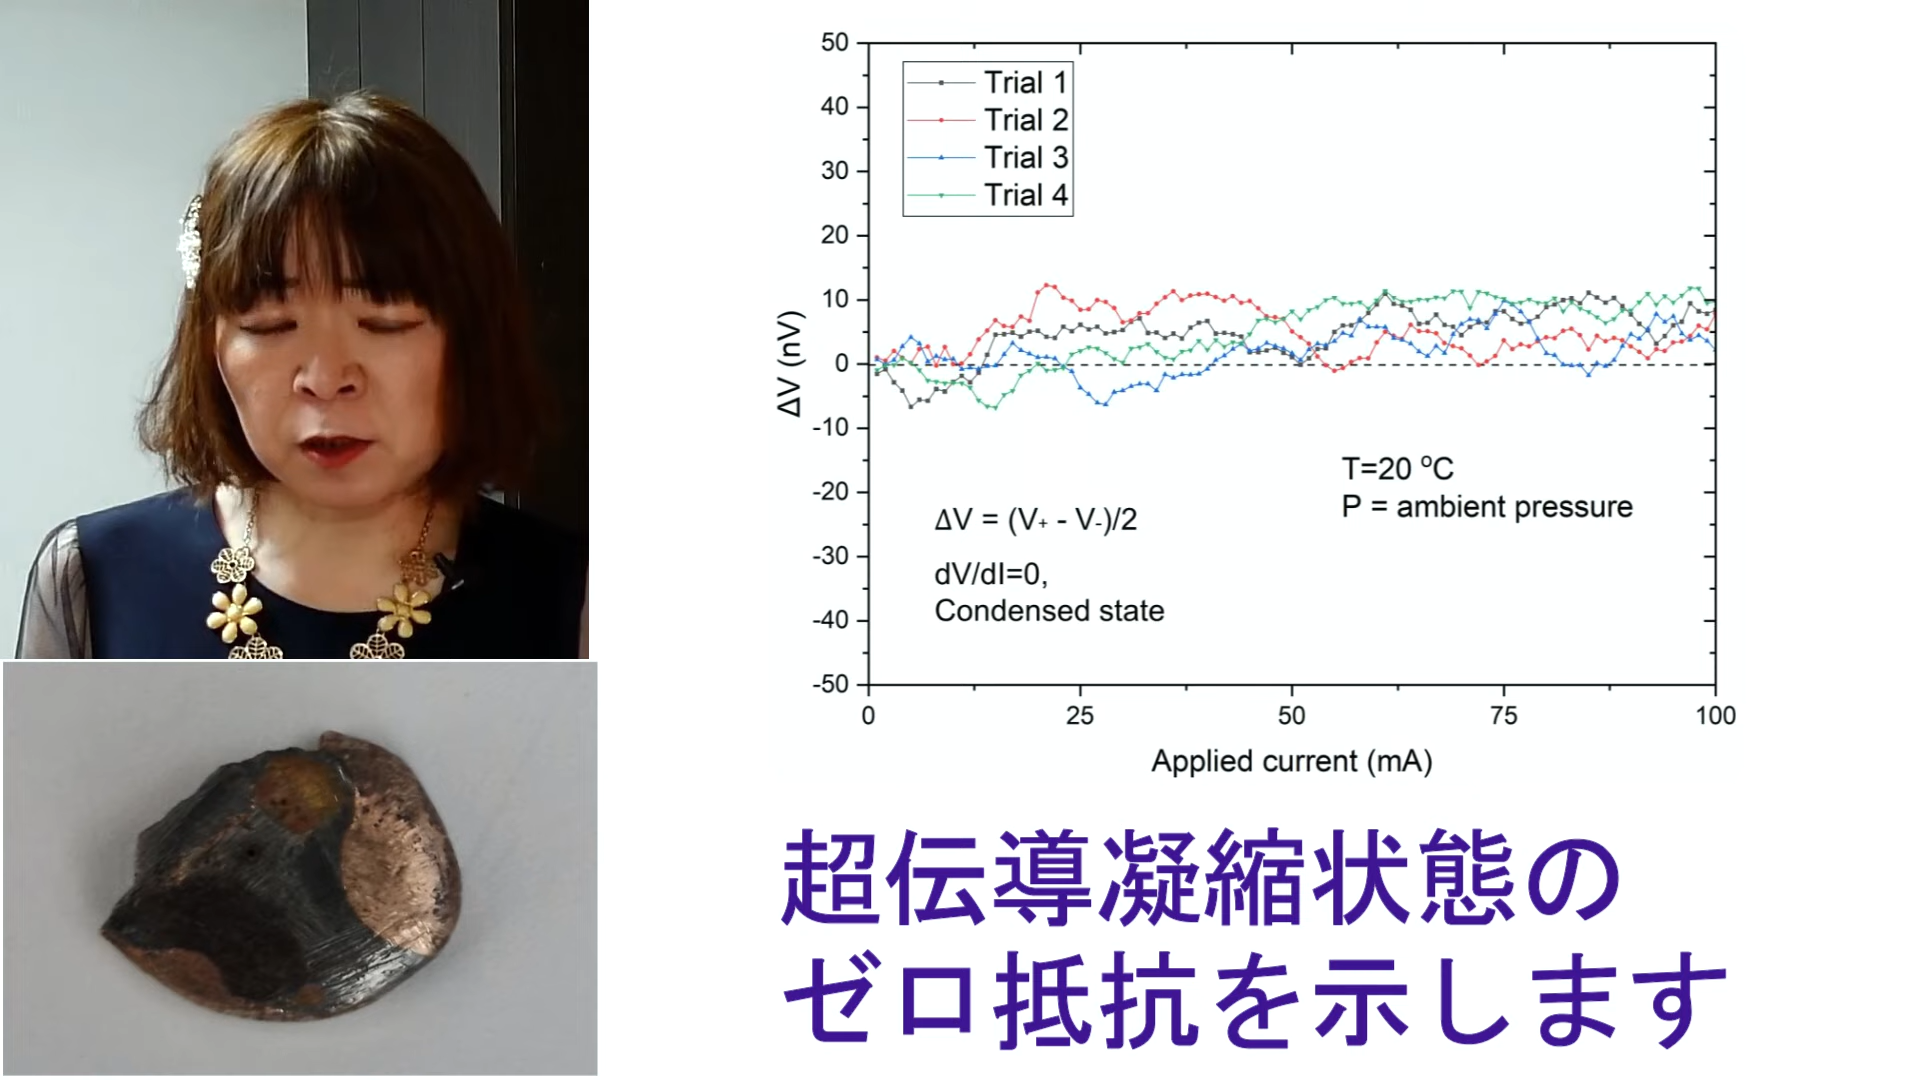 50
40
30
20
10
0
-10
-20
-30
-40
-50
ΔV (nV)
Trial 1
Trial 2
Trial 3
Trial 4
T=20 ºC
P = ambient pressure
ΔV = (V₊ - V₋)/2
dV/dI=0,
Condensed state
0 25 50 75 100
Applied current (mA)
超伝導凝縮状態の
ゼロ抵抗を示します